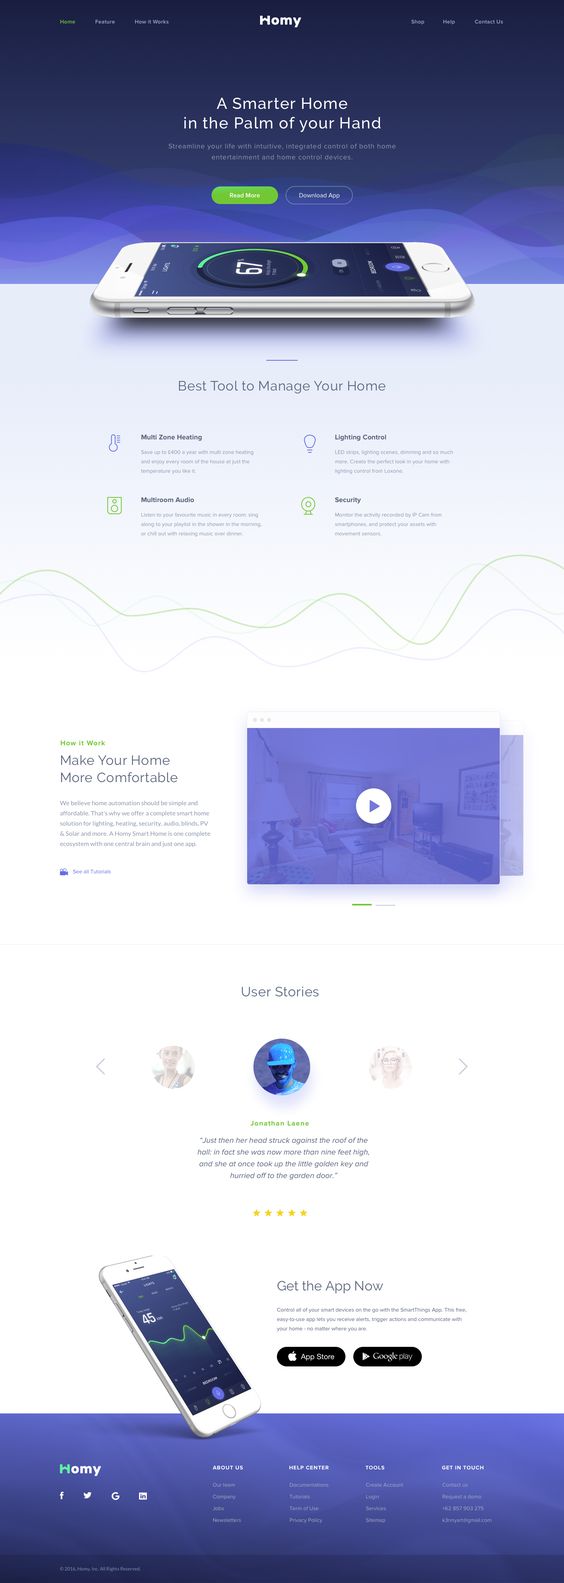 Home Feature How it Works Homy Shop Help Contact Us
A Smarter Home
in the Palm of your Hand
Streamline your life with intuitive, integrated control of both home
entertainment and home control devices.
Read More Download App
67
Best Tool to Manage Your Home
Multi Zone Heating
Save up to £400 a year with multi zone heating
and enjoy every room of the house at just the
temperature you like it.
Lighting Control
LED strips, lighting scenes, dimming and so much
more. Create the perfect look in your home with
lighting control from Loxone.
Multiroom Audio
Listen to your favourite music in every room: sing
along to your playlist in the shower in the morning,
or chill out with relaxing music over dinner.
Security
Monitor the activity recorded by IP Cam from
smartphones, and protect your assets with
movement sensors.
How it Work
Make Your Home
More Comfortable
We believe home automation should be simple and
affordable. That's why we offer a complete smart home
solution for lighting, heating, security, audio, blinds, PV
& Solar and more. A Homy Smart Home is one complete
ecosystem with one central brain and just one app.
See all Tutorials
User Stories
Jonathan Laene
"Just then her head struck against the roof of the
hall: in fact she was now more than nine feet high,
and she at once took up the little golden key and
hurried off to the garden door."
LIGHTS
45
BEDROOM
Get the App Now
Control all of your smart devices on the go with the SmartThings App. This free,
easy-to-use app lets you receive alerts, trigger actions and communicate with
your home - no matter where you are.
App Store Google play
Homy
ABOUT US
Our team
Company
Jobs
Newsletters
HELP CENTER
Documentations
Tutorials
Term of Use
Privacy Policy
TOOLS
Create Account
Login
Services
Sitemap
GET IN TOUCH
Contact us
Request a demo
+62 857 903 275
k3nnyart@gmail.com
© 2016, Homy, Inc. All Rights Reserved.